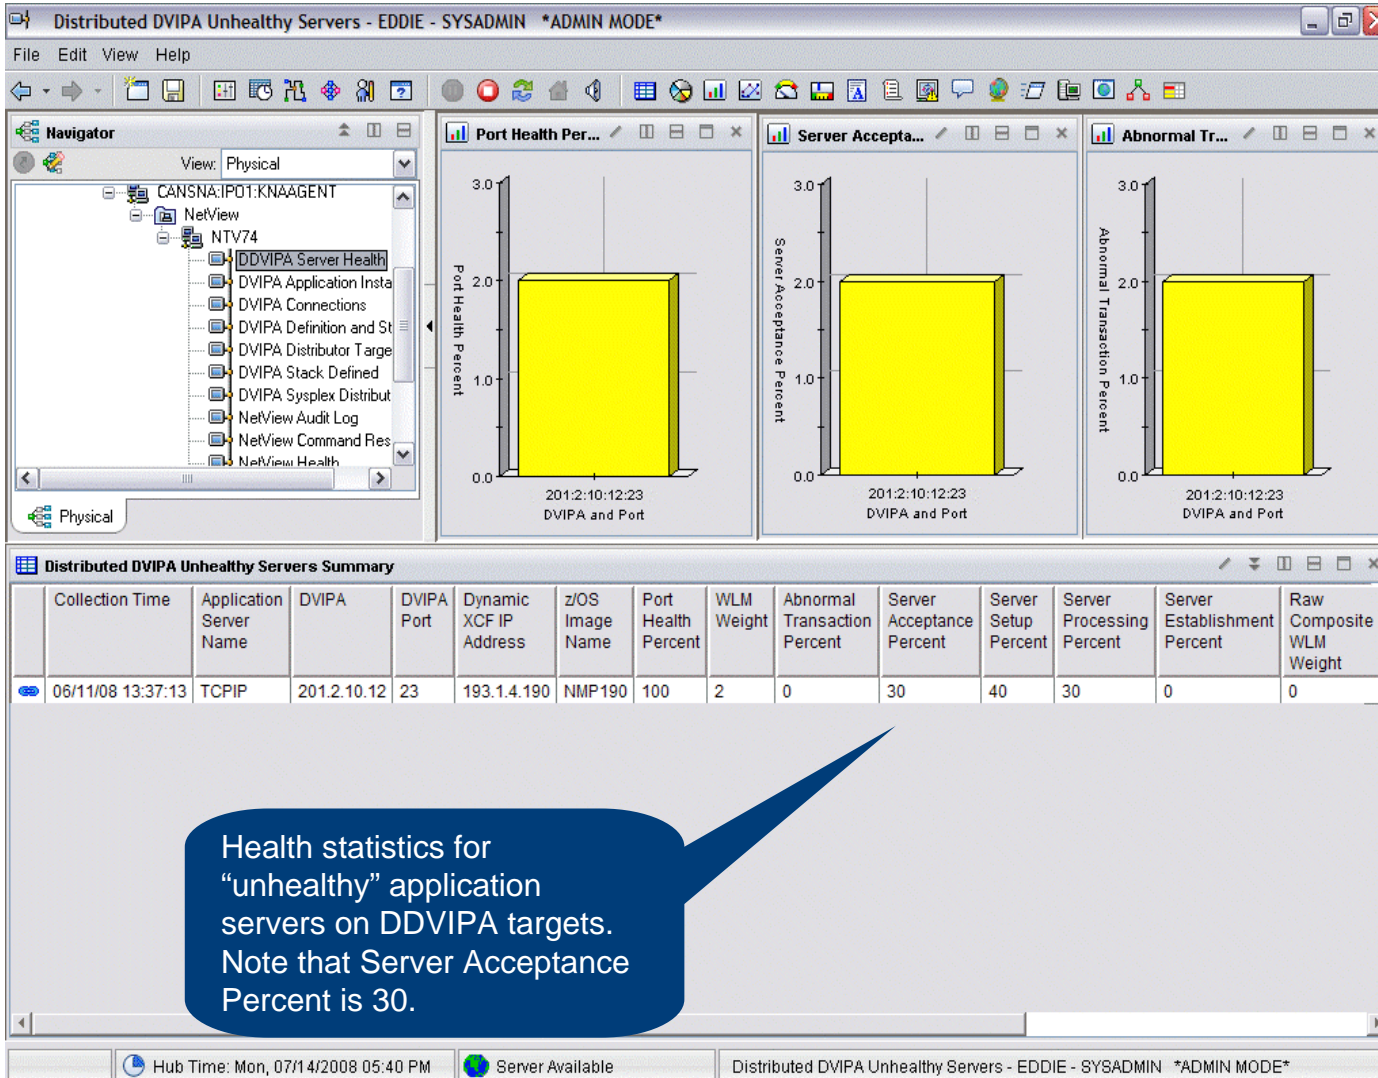 Distributed DVIPA Unhealthy Servers - EDDIE - SYSADMIN *ADMIN MODE*
File Edit View Help
Navigator
View: Physical
CANSNA:IPO1:KNAAGENT
NetView
NTV74
DDVIPA Server Health
DVIPA Application Insta
DVIPA Connections
DVIPA Definition and St
DVIPA Distributor Targe
DVIPA Stack Defined
DVIPA Sysplex Distribut
NetView Audit Log
NetView Command Res
NetView Health
Physical
Port Health Per...
3.0
2.0
1.0
0.0
Port Health Percent
201:2:10:12:23
DVIPA and Port
Server Accepta...
3.0
2.0
1.0
0.0
Server Acceptance Percent
201:2:10:12:23
DVIPA and Port
Abnormal Tr...
3.0
2.0
1.0
0.0
Abnormal Transaction Percent
201:2:10:12:23
DVIPA and Port
Distributed DVIPA Unhealthy Servers Summary
Collection Time | Application Server Name | DVIPA | DVIPA Port | Dynamic XCF IP Address | z/OS Image Name | Port Health Percent | WLM Weight | Abnormal Transaction Percent | Server Acceptance Percent | Server Setup Percent | Server Processing Percent | Server Establishment Percent | Raw Composite WLM Weight
06/11/08 13:37:13 | TCPIP | 201.2.10.12 | 23 | 193.1.4.190 | NMP190 | 100 | 2 | 0 | 30 | 40 | 30 | 0 | 0
Health statistics for
“unhealthy” application
servers on DDVIPA targets.
Note that Server Acceptance
Percent is 30.
Hub Time: Mon, 07/14/2008 05:40 PM
Server Available
Distributed DVIPA Unhealthy Servers - EDDIE - SYSADMIN *ADMIN MODE*